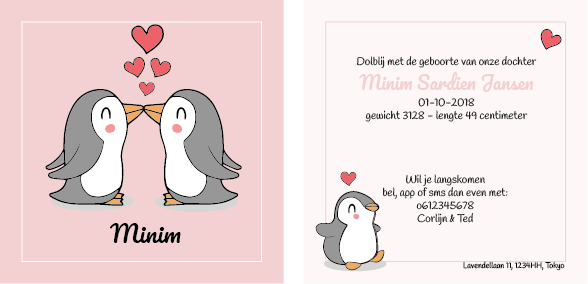 Minim
Dolblij met de geboorte van onze dochter
Minim Sardien Jansen
01-10-2018
gewicht 3128 - lengte 49 centimeter
Wil je langskomen
bel, app of sms dan even met:
0612345678
Corlijn & Ted
Lavendellaan 11, 1234HH, Tokyo